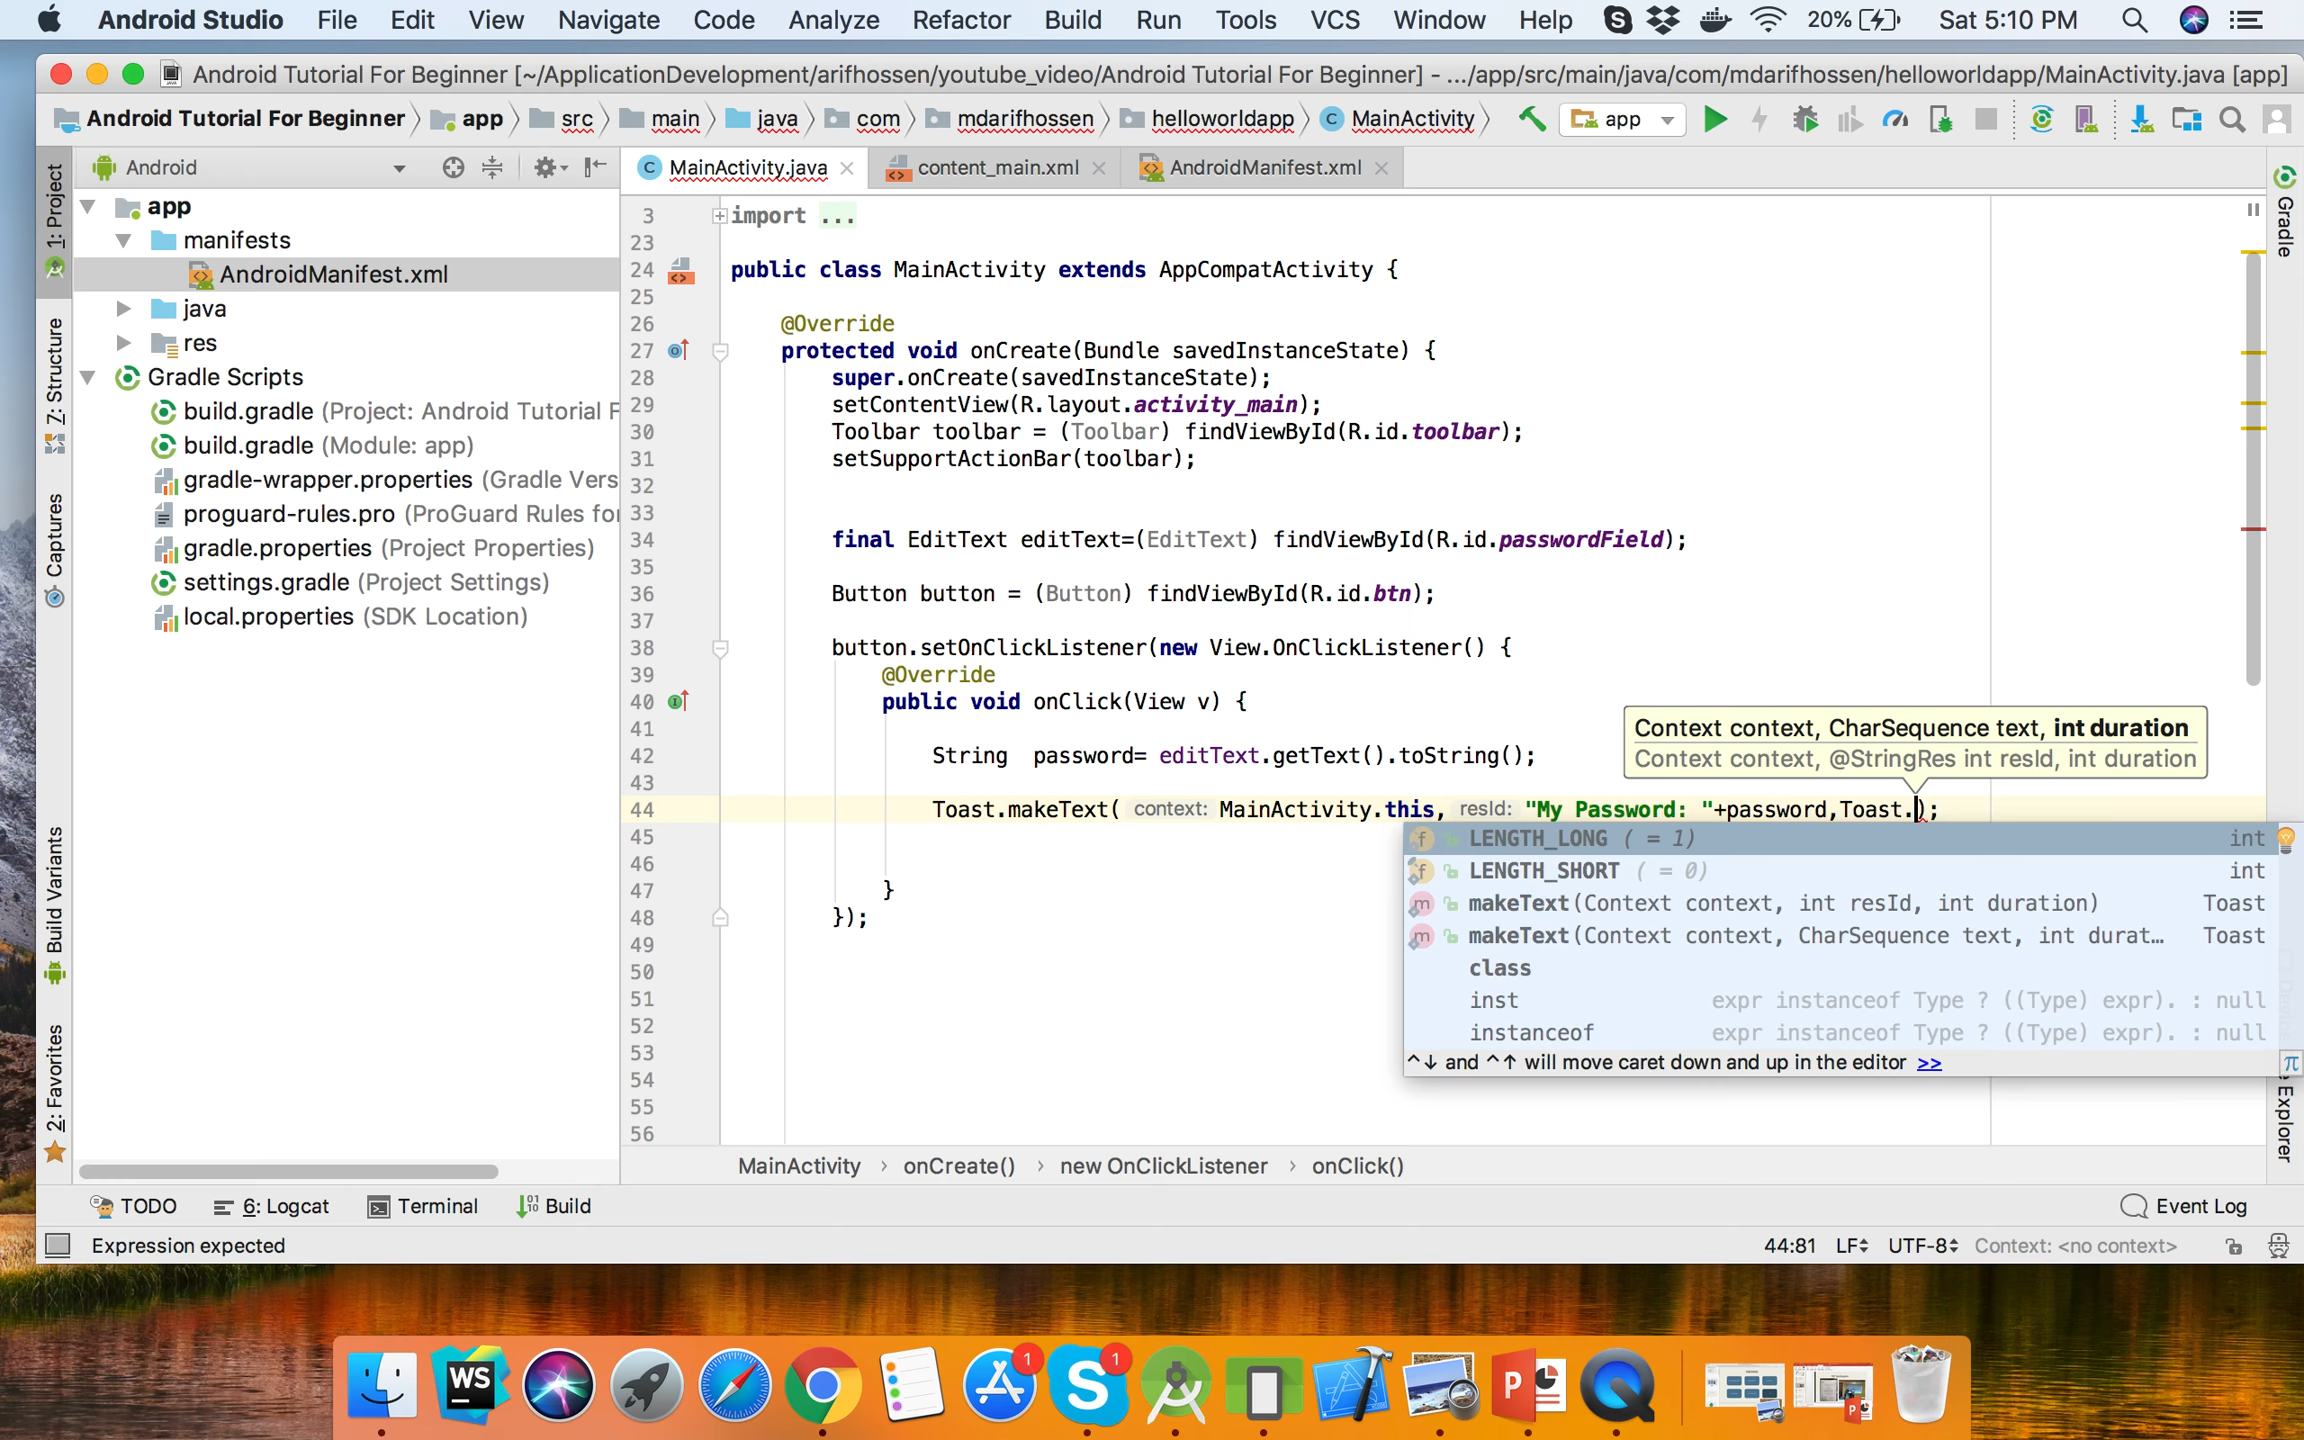 Android Studio File Edit View Navigate Code Analyze Refactor Build Run Tools VCS Window Help 20% Sat 5:10 PM
Android Tutorial For Beginner [~/ApplicationDevelopment/arifhossen/youtube_video/Android Tutorial For Beginner] - .../app/src/main/java/com/mdarifhossen/helloworldapp/MainActivity.java [app]
Android Tutorial For Beginner app src main java com mdarifhossen helloworldapp MainActivity app
Android
MainActivity.java content_main.xml AndroidManifest.xml
1: Project
7: Structure
Captures
Build Variants
2: Favorites
app
manifests
AndroidManifest.xml
java
res
Gradle Scripts
build.gradle (Project: Android Tutorial F
build.gradle (Module: app)
gradle-wrapper.properties (Gradle Vers
proguard-rules.pro (ProGuard Rules for
gradle.properties (Project Properties)
settings.gradle (Project Settings)
local.properties (SDK Location)
3 import ...
23
24 public class MainActivity extends AppCompatActivity {
25
26 @Override
27 protected void onCreate(Bundle savedInstanceState) {
28 super.onCreate(savedInstanceState);
29 setContentView(R.layout.activity_main);
30 Toolbar toolbar = (Toolbar) findViewById(R.id.toolbar);
31 setSupportActionBar(toolbar);
32
33
34 final EditText editText=(EditText) findViewById(R.id.passwordField);
35
36 Button button = (Button) findViewById(R.id.btn);
37
38 button.setOnClickListener(new View.OnClickListener() {
39 @Override
40 public void onClick(View v) {
41
42 String password= editText.getText().toString();
43
44 Toast.makeText( context: MainActivity.this, resId: "My Password: "+password,Toast.);
45
46
47 }
48 });
49
50
51
52
53
54
55
56
Context context, CharSequence text, int duration
Context context, @StringRes int resId, int duration
LENGTH_LONG ( = 1) int
LENGTH_SHORT ( = 0) int
makeText(Context context, int resId, int duration) Toast
makeText(Context context, CharSequence text, int durat… Toast
class
inst expr instanceof Type ? ((Type) expr). : null
instanceof expr instanceof Type ? ((Type) expr). : null
^↓ and ^↑ will move caret down and up in the editor >>
Gradle
Explorer
MainActivity › onCreate() › new OnClickListener › onClick()
TODO 6: Logcat Terminal Build Event Log
Expression expected 44:81 LF UTF-8 Context: <no context>
WS
1
1
S
P
P